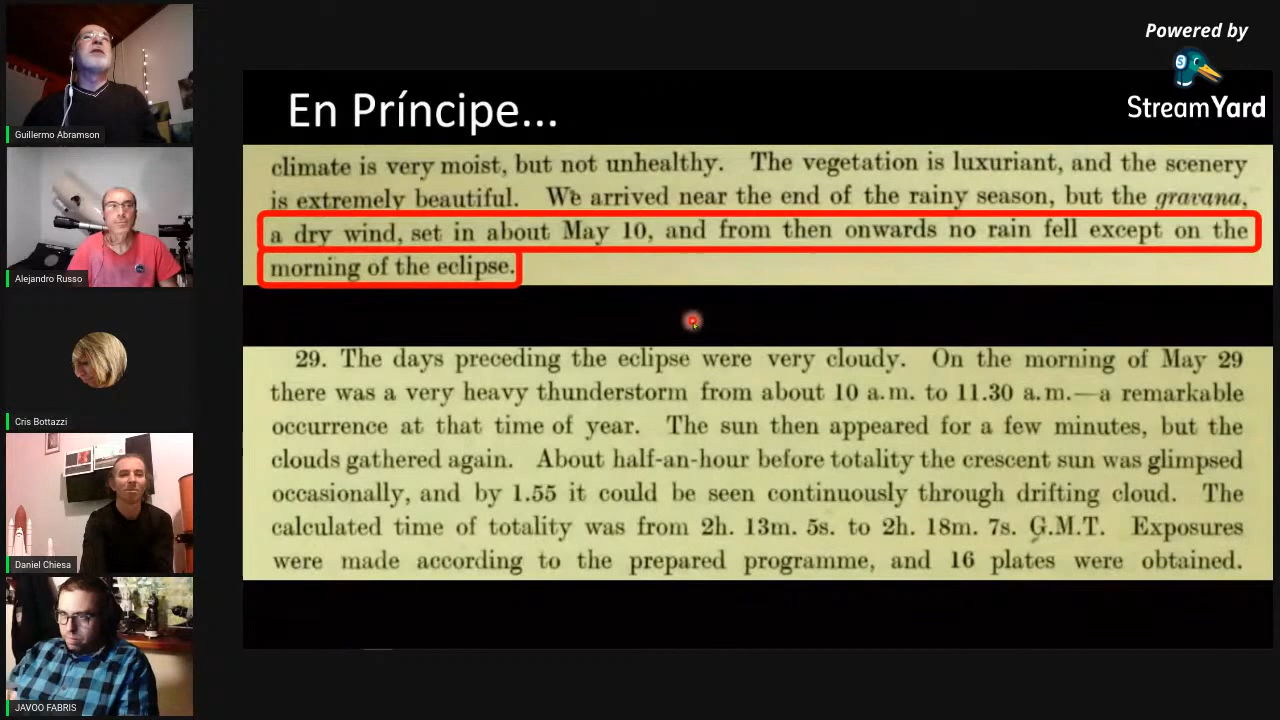 Powered by
StreamYard
En Príncipe...
climate is very moist, but not unhealthy. The vegetation is luxuriant, and the scenery
is extremely beautiful. We arrived near the end of the rainy season, but the gravana,
a dry wind, set in about May 10, and from then onwards no rain fell except on the
morning of the eclipse.
29. The days preceding the eclipse were very cloudy. On the morning of May 29
there was a very heavy thunderstorm from about 10 a.m. to 11.30 a.m.—a remarkable
occurrence at that time of year. The sun then appeared for a few minutes, but the
clouds gathered again. About half-an-hour before totality the crescent sun was glimpsed
occasionally, and by 1.55 it could be seen continuously through drifting cloud. The
calculated time of totality was from 2h. 13m. 5s. to 2h. 18m. 7s. G.M.T. Exposures
were made according to the prepared programme, and 16 plates were obtained.
Guillermo Abramson
Alejandro Russo
Cris Bottazzi
Daniel Chiesa
JAVOO FABRIS